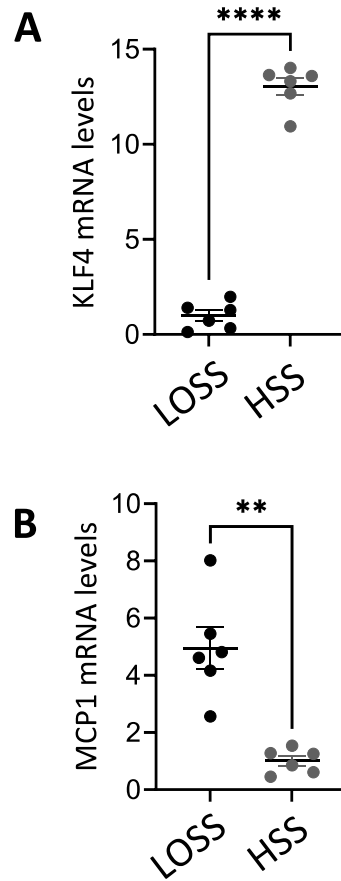 A
****
KLF4 mRNA levels
15
10
5
0
LOSS
HSS
B
**
MCP1 mRNA levels
10
8
6
4
2
0
LOSS
HSS